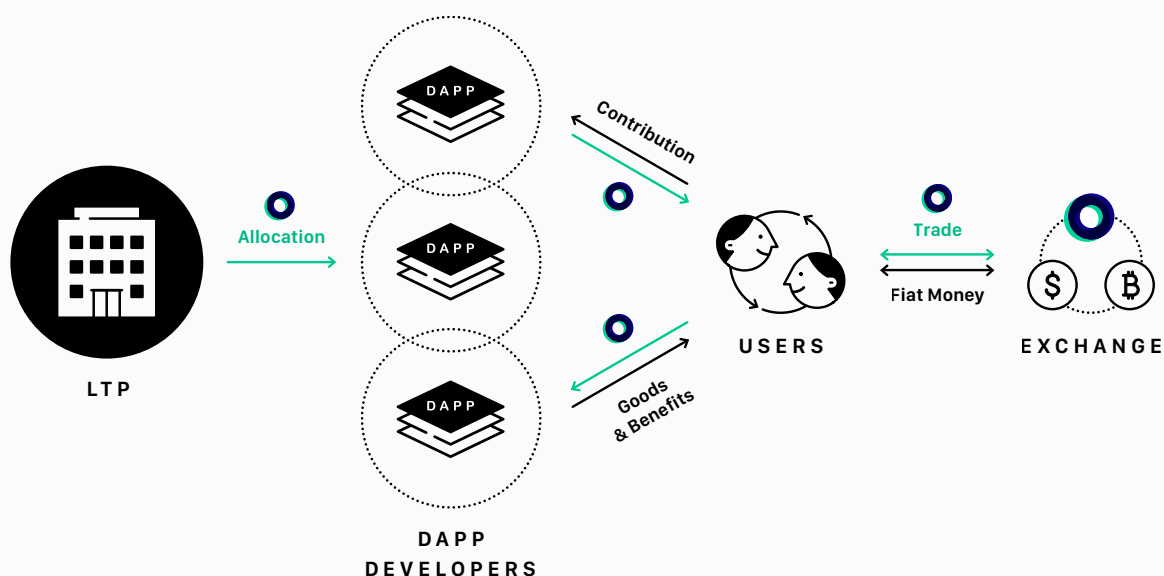 DAPP
Contribution
Allocation
DAPP
Trade
Fiat Money
$
B
USERS
EXCHANGE
LTP
DAPP
Goods
& Benefits
DAPP
DEVELOPERS